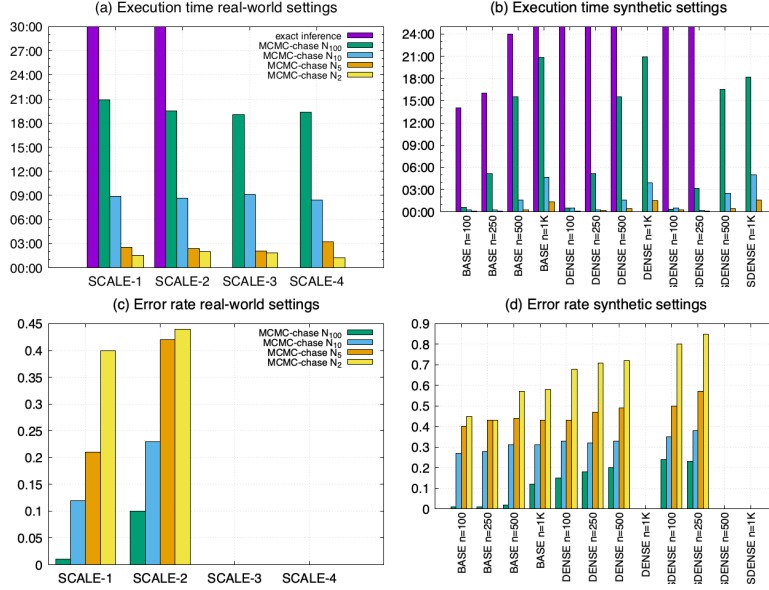 (a) Execution time real-world settings
30:00
27:00
24:00
21:00
18:00
15:00
12:00
09:00
06:00
03:00
00:00
exact inference
MCMC-chase N100
MCMC-chase N10
MCMC-chase N5
MCMC-chase N2
SCALE-1 SCALE-2 SCALE-3 SCALE-4
(b) Execution time synthetic settings
24:00
21:00
18:00
15:00
12:00
09:00
06:00
03:00
00:00
BASE n=100
BASE n=250
BASE n=500
BASE n=1K
DENSE n=100
DENSE n=250
DENSE n=500
DENSE n=1K
SDENSE n=100
SDENSE n=250
SDENSE n=500
SDENSE n=1K
(c) Error rate real-world settings
0.45
0.4
0.35
0.3
0.25
0.2
0.15
0.1
0.05
0
MCMC-chase N100
MCMC-chase N10
MCMC-chase N5
MCMC-chase N2
SCALE-1 SCALE-2 SCALE-3 SCALE-4
(d) Error rate synthetic settings
0.9
0.8
0.7
0.6
0.5
0.4
0.3
0.2
0.1
0
BASE n=100
BASE n=250
BASE n=500
BASE n=1K
DENSE n=100
DENSE n=250
DENSE n=500
DENSE n=1K
SDENSE n=100
SDENSE n=250
SDENSE n=500
SDENSE n=1K